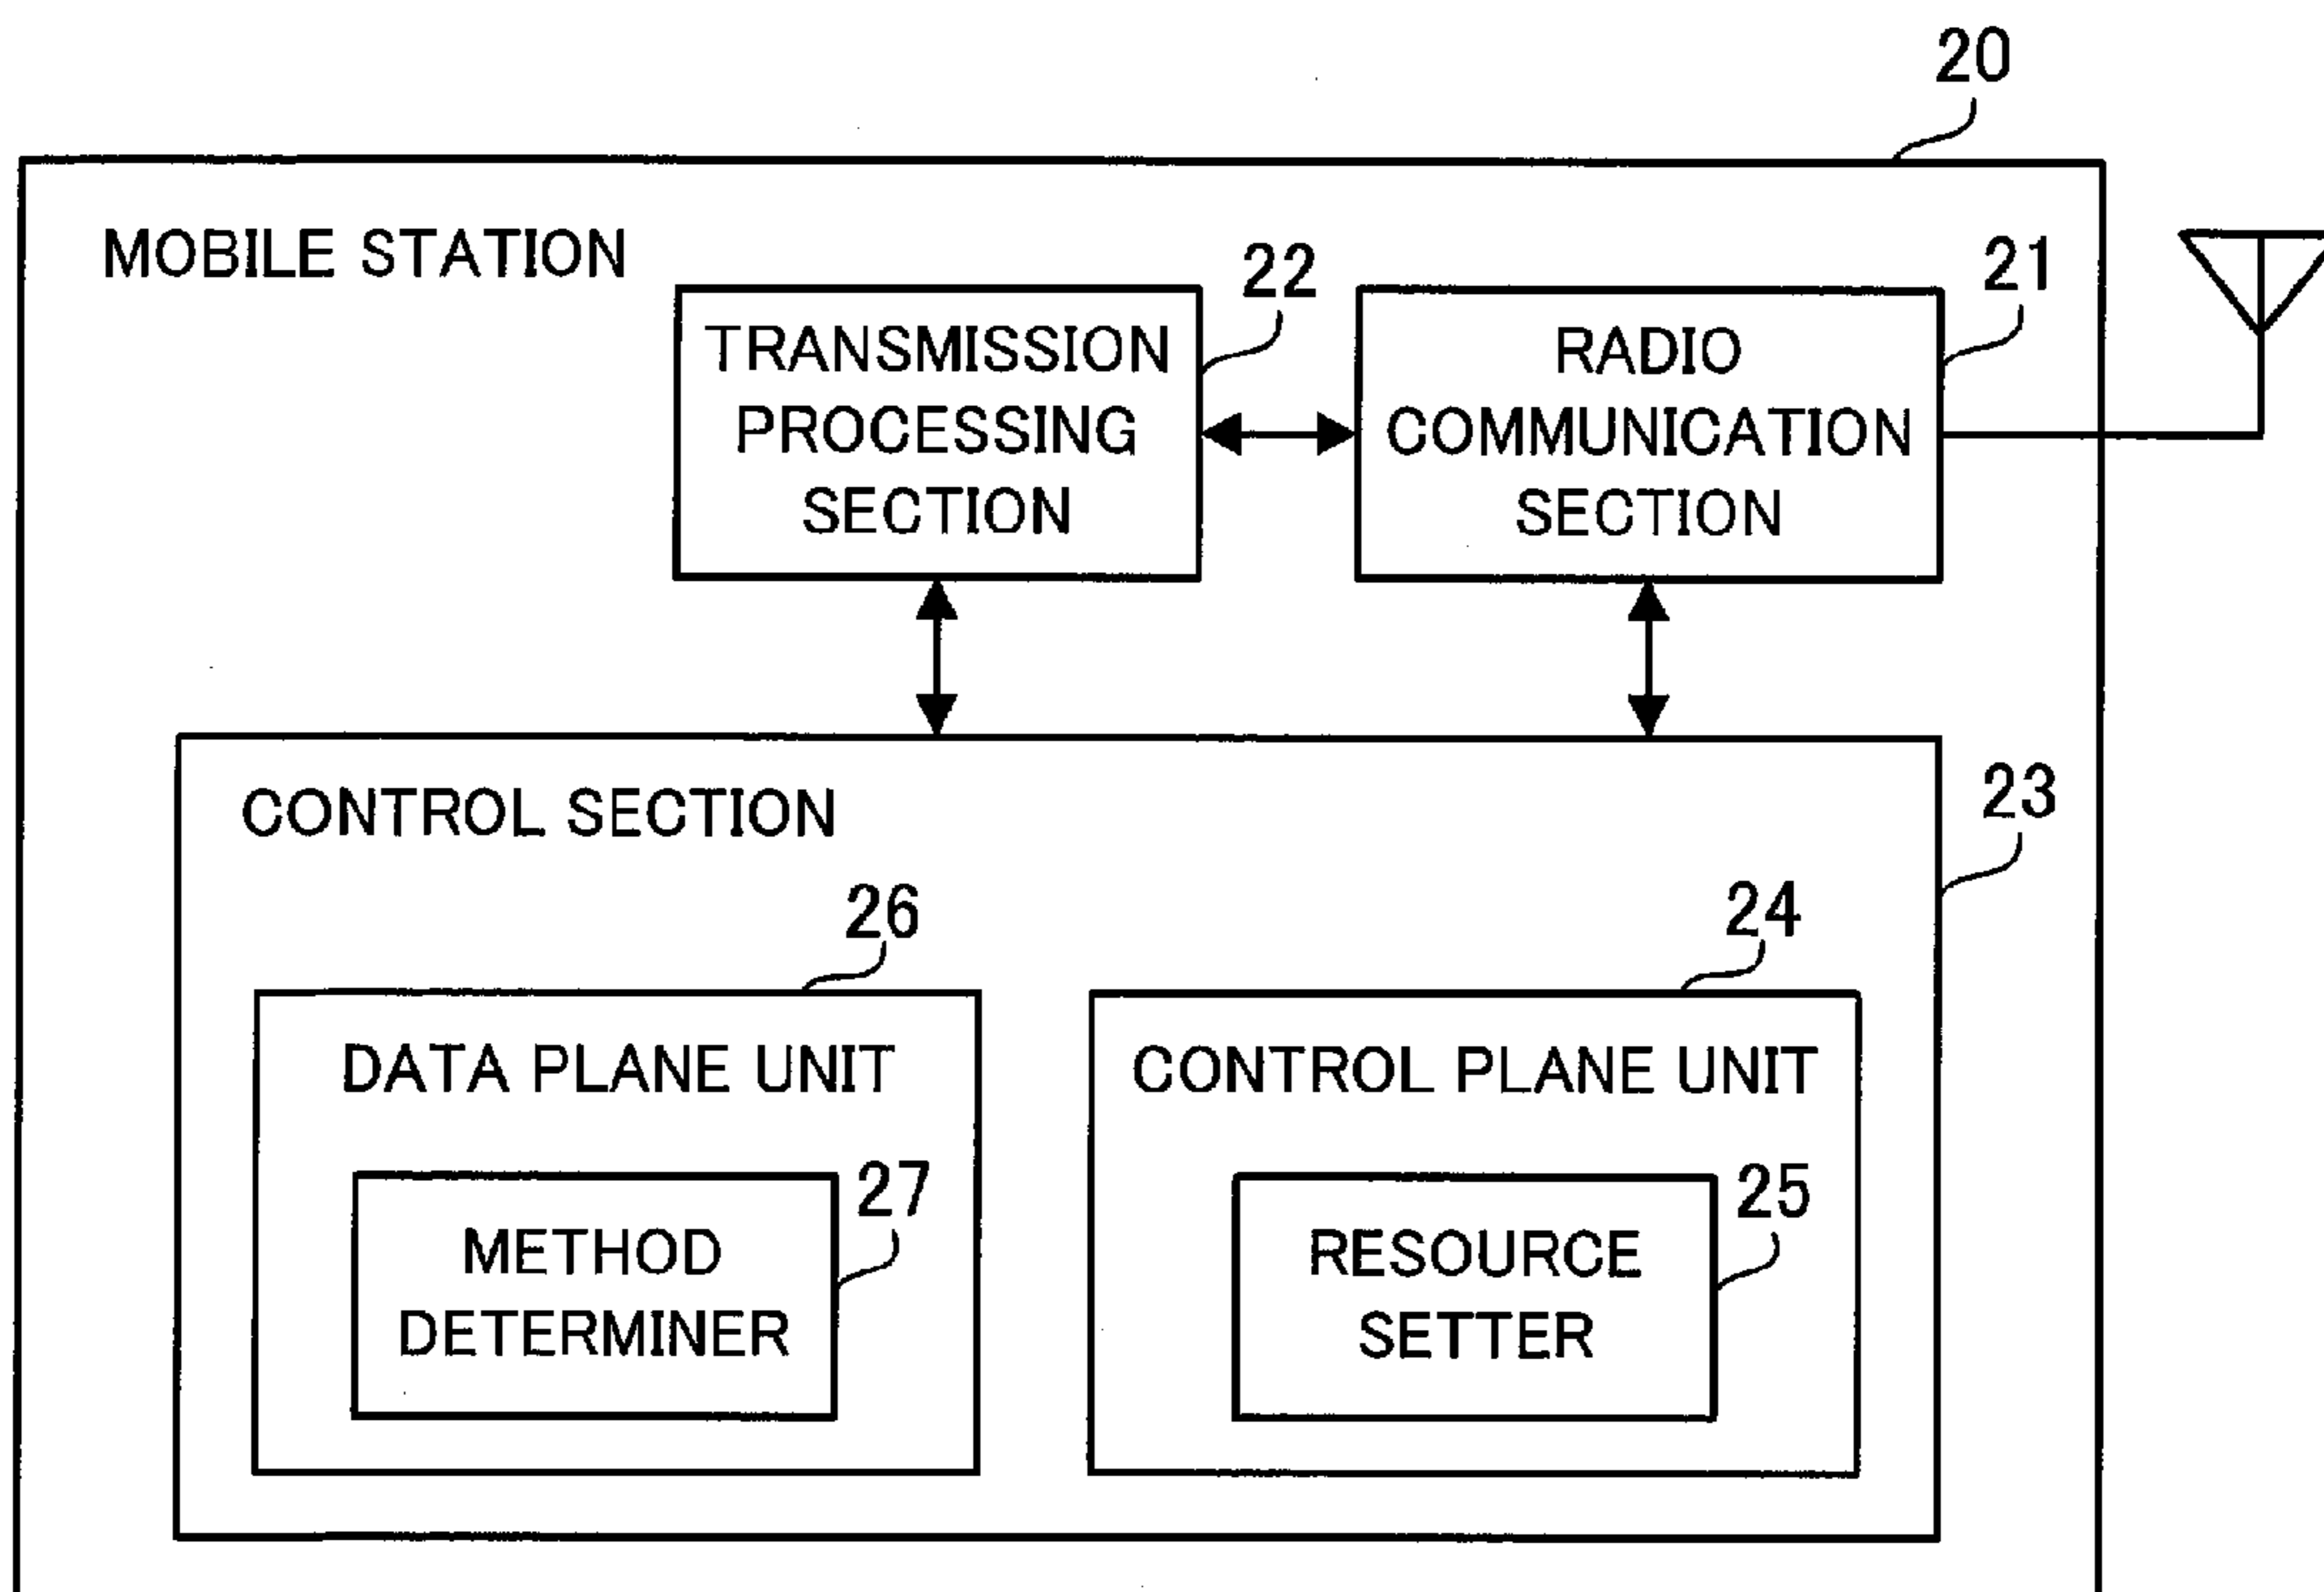 20
MOBILE STATION
22
21
TRANSMISSION
PROCESSING
SECTION
RADIO
COMMUNICATION
SECTION
23
CONTROL SECTION
26
24
DATA PLANE UNIT
CONTROL PLANE UNIT
27
25
METHOD
DETERMINER
RESOURCE
SETTER